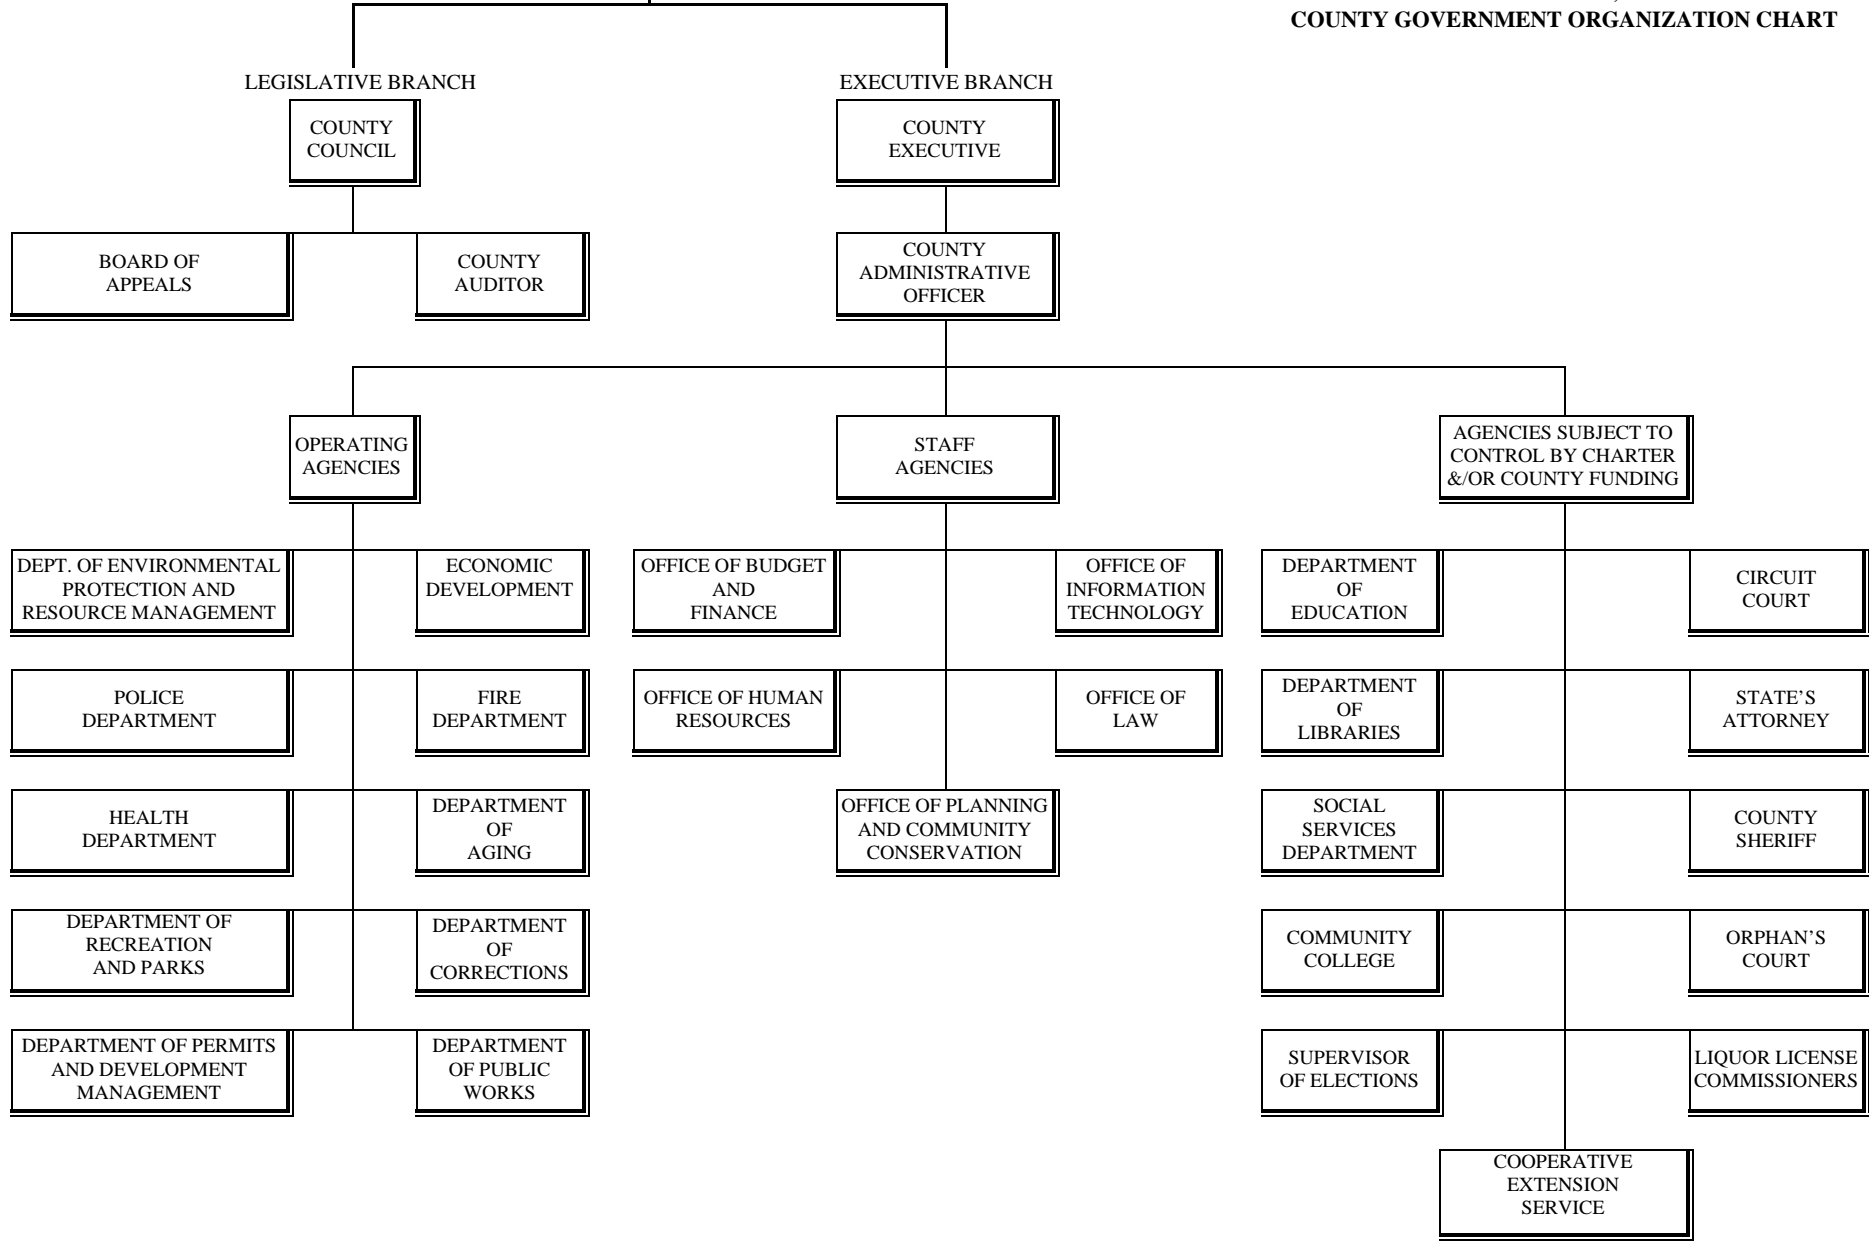 COUNTY GOVERNMENT ORGANIZATION CHART
LEGISLATIVE BRANCH
EXECUTIVE BRANCH
COUNTY
COUNCIL
COUNTY
EXECUTIVE
BOARD OF
APPEALS
COUNTY
AUDITOR
COUNTY
ADMINISTRATIVE
OFFICER
OPERATING
AGENCIES
STAFF
AGENCIES
AGENCIES SUBJECT TO
CONTROL BY CHARTER
&/OR COUNTY FUNDING
DEPT. OF ENVIRONMENTAL
PROTECTION AND
RESOURCE MANAGEMENT
ECONOMIC
DEVELOPMENT
OFFICE OF BUDGET
AND
FINANCE
OFFICE OF
INFORMATION
TECHNOLOGY
DEPARTMENT
OF
EDUCATION
CIRCUIT
COURT
POLICE
DEPARTMENT
FIRE
DEPARTMENT
OFFICE OF HUMAN
RESOURCES
OFFICE OF
LAW
DEPARTMENT
OF
LIBRARIES
STATE’S
ATTORNEY
HEALTH
DEPARTMENT
DEPARTMENT
OF
AGING
OFFICE OF PLANNING
AND COMMUNITY
CONSERVATION
SOCIAL
SERVICES
DEPARTMENT
COUNTY
SHERIFF
DEPARTMENT OF
RECREATION
AND PARKS
DEPARTMENT
OF
CORRECTIONS
COMMUNITY
COLLEGE
ORPHAN’S
COURT
DEPARTMENT OF PERMITS
AND DEVELOPMENT
MANAGEMENT
DEPARTMENT
OF PUBLIC
WORKS
SUPERVISOR
OF ELECTIONS
LIQUOR LICENSE
COMMISSIONERS
COOPERATIVE
EXTENSION
SERVICE